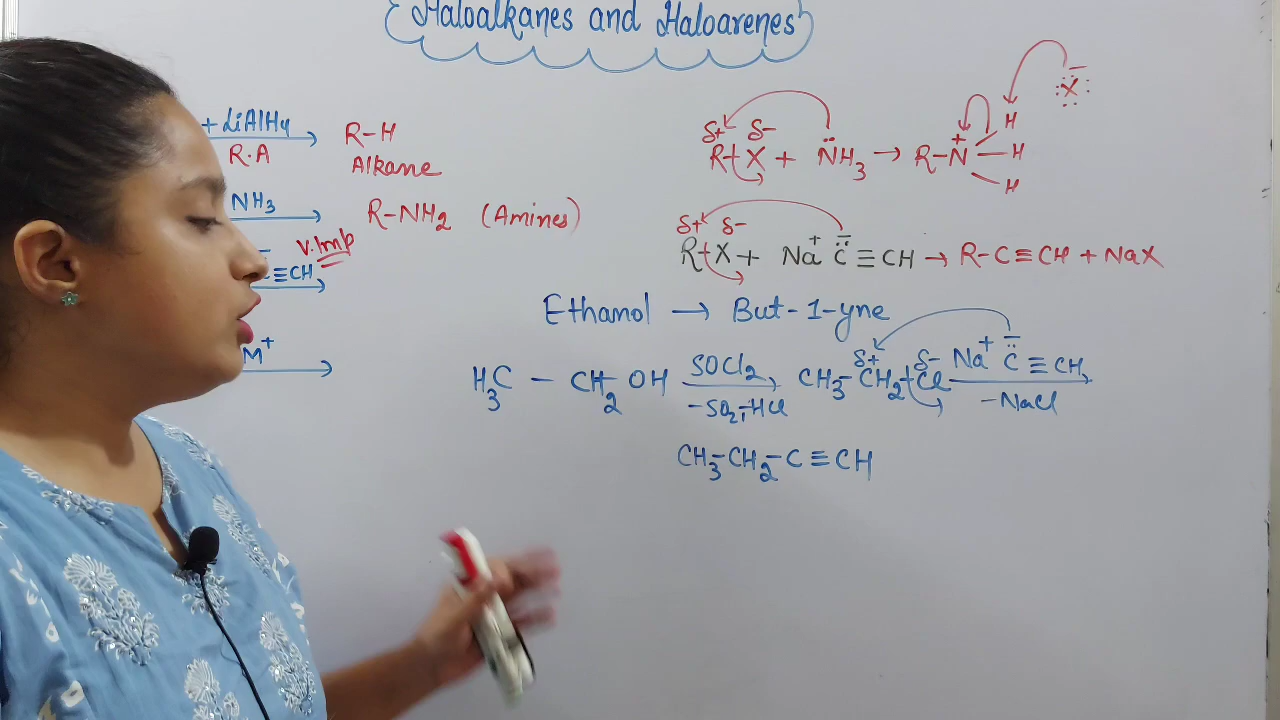 Haloalkanes and Haloarenes
+ LiAlH4 → R-H
R.A Alkane
NH3 → R-NH2 (Amines)
V.Imp
C≡CH →
M+ →
δ+ δ- X̄
R-X + N̈H3 → R-N+ H H H
δ+ δ-
R-X + Na+ C̄≡CH → R-C≡CH + NaX
Ethanol → But-1-yne
H3C - CH2 OH SOCl2 → -SO2, -HCl CH3-CH2-Cl δ+ δ- Na+ C̄≡CH → -NaCl
CH3-CH2-C≡CH